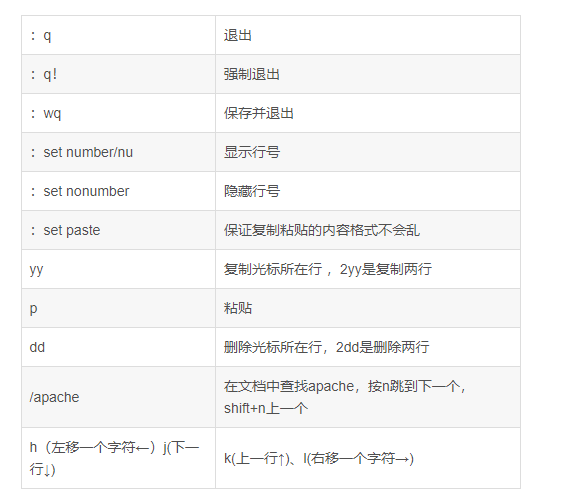 ：q 退出
：q! 强制退出
：wq 保存并退出
：set number/nu 显示行号
：set nonumber 隐藏行号
：set paste 保证复制粘贴的内容格式不会乱
yy 复制光标所在行 ，2yy是复制两行
p 粘贴
dd 删除光标所在行，2dd是删除两行
/apache 在文档中查找apache，按n跳到下一个，
shift+n上一个
h（左移一个字符←）j(下一
行↓)
k(上一行↑)、l(右移一个字符→)